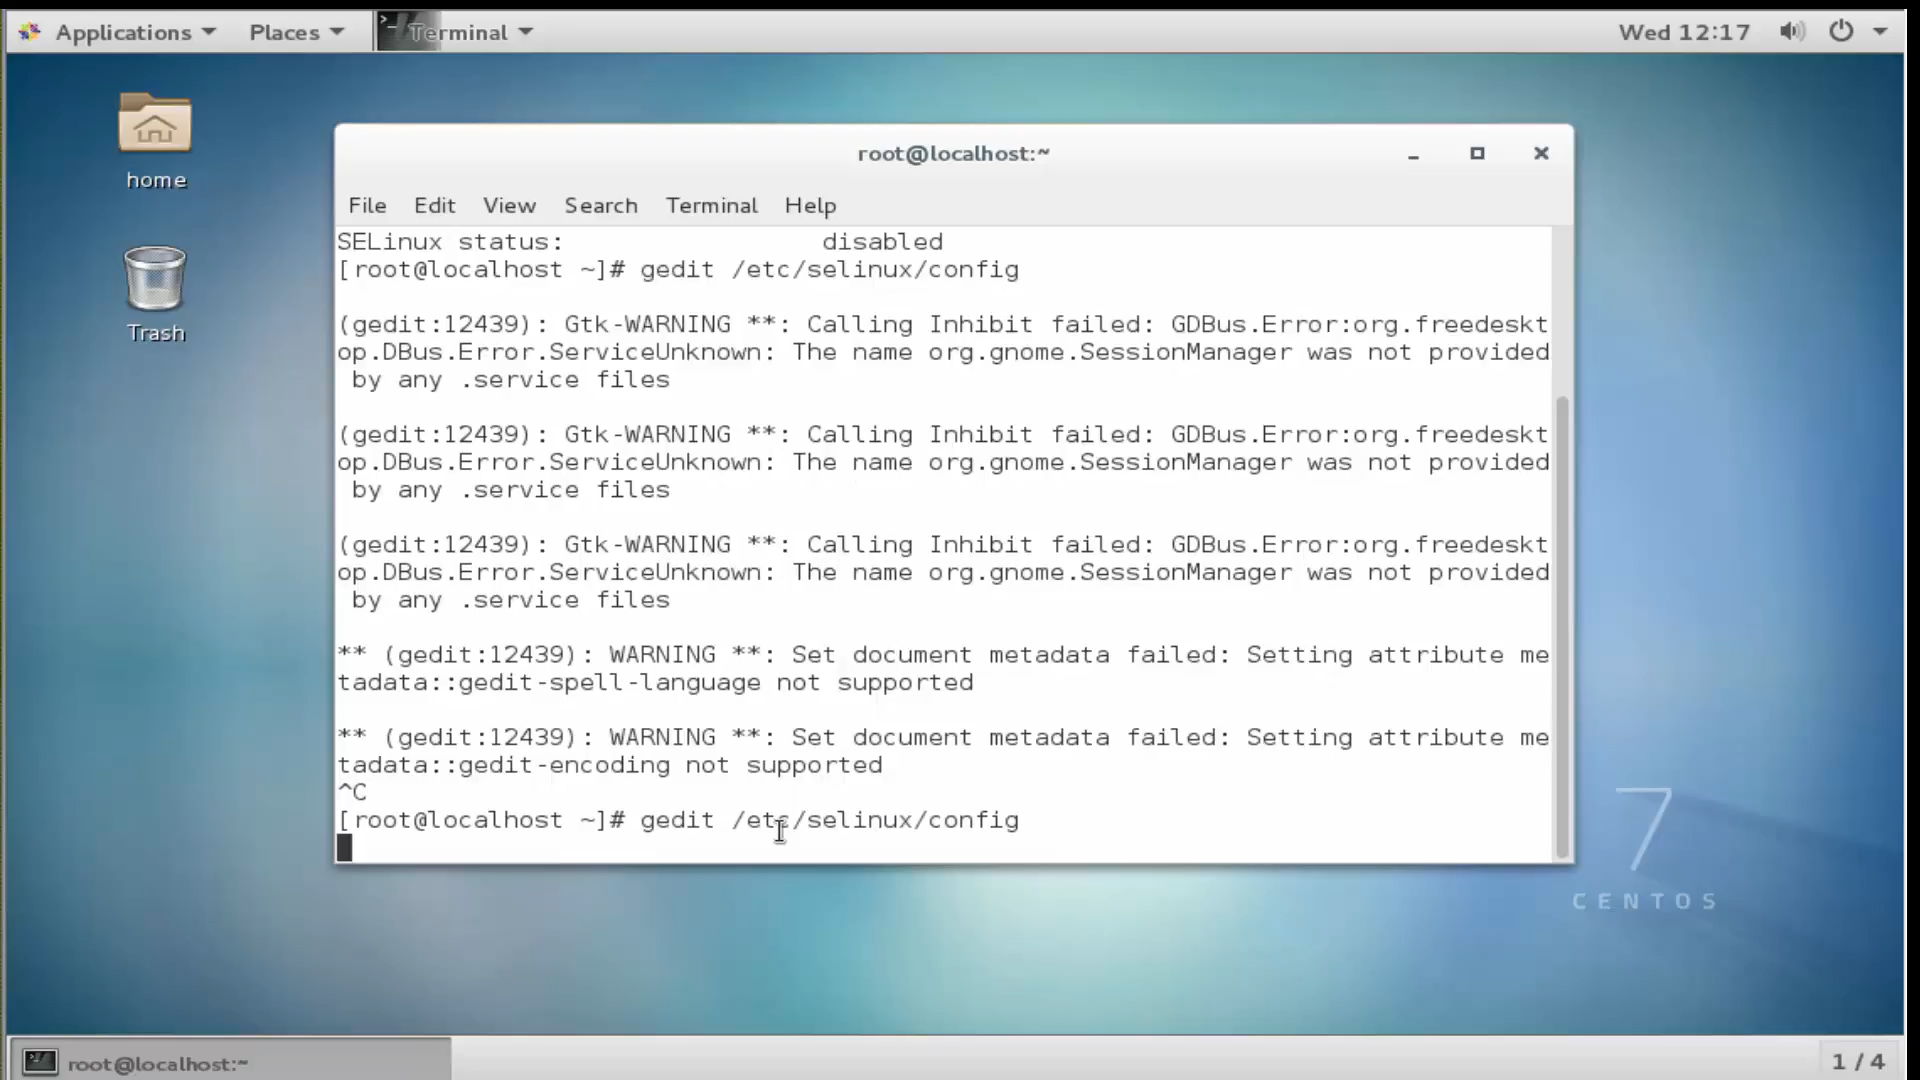 Applications Places Terminal Wed 12:17
home
Trash
root@localhost:~
File Edit View Search Terminal Help
SELinux status:                 disabled
[root@localhost ~]# gedit /etc/selinux/config
(gedit:12439): Gtk-WARNING **: Calling Inhibit failed: GDBus.Error:org.freedeskt
op.DBus.Error.ServiceUnknown: The name org.gnome.SessionManager was not provided
 by any .service files
(gedit:12439): Gtk-WARNING **: Calling Inhibit failed: GDBus.Error:org.freedeskt
op.DBus.Error.ServiceUnknown: The name org.gnome.SessionManager was not provided
 by any .service files
(gedit:12439): Gtk-WARNING **: Calling Inhibit failed: GDBus.Error:org.freedeskt
op.DBus.Error.ServiceUnknown: The name org.gnome.SessionManager was not provided
 by any .service files
** (gedit:12439): WARNING **: Set document metadata failed: Setting attribute me
tadata::gedit-spell-language not supported
** (gedit:12439): WARNING **: Set document metadata failed: Setting attribute me
tadata::gedit-encoding not supported
^C
[root@localhost ~]# gedit /etc/selinux/config
7
CENTOS
root@localhost:~
1 / 4